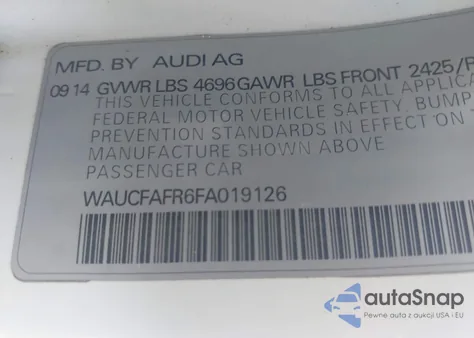 MFD. BY AUDI AG
09 14 GVWR LBS 4696 GAWR LBS FRONT 2425/
THIS VEHICLE CONFORMS TO ALL
FEDERAL MOTOR VEHICLE SAFETY, BUMP
PREVENTION STANDARDS IN EFFECT ON
MANUFACTURE SHOWN ABOVE
PASSENGER CAR
WAUCFAFR6FA019126
autoSnap
Pewne auta z aukcji USA i EU